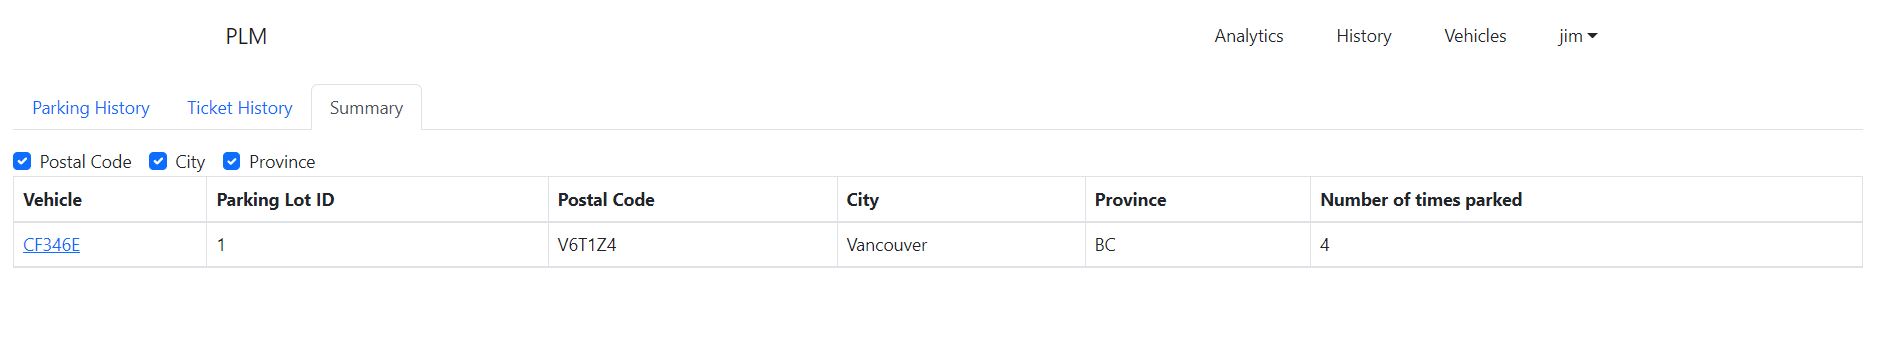 PLM Analytics History Vehicles jim
Parking History Ticket History Summary
Postal Code City Province
Vehicle Parking Lot ID Postal Code City Province Number of times parked
CF346E 1 V6T1Z4 Vancouver BC 4